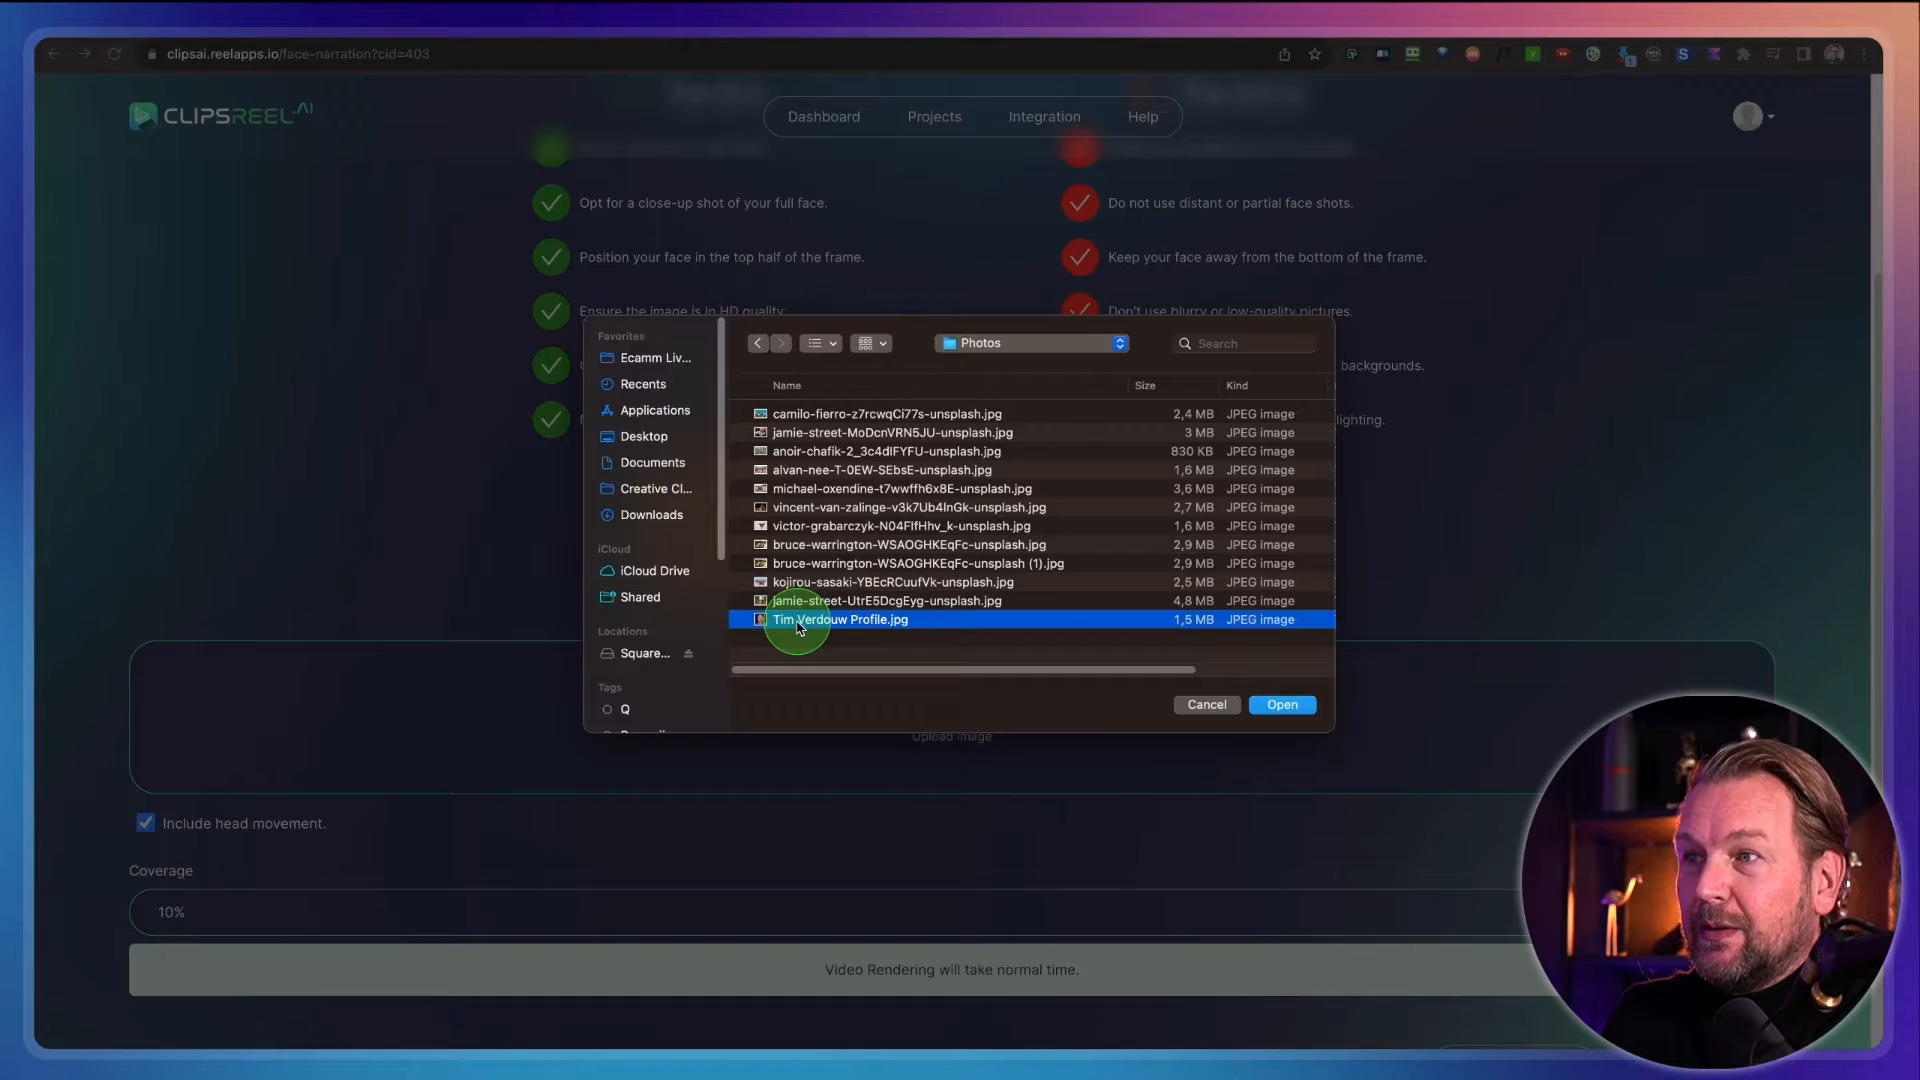 clipsai.reelapps.io/face-narration?cid=403
CLIPSREEL.AI
Dashboard
Projects
Integration
Help
Opt for a close-up shot of your full face.
Do not use distant or partial face shots.
Position your face in the top half of the frame.
Keep your face away from the bottom of the frame.
Ensure the image is in HD quality.
Don't use blurry or low-quality pictures.
backgrounds.
lighting.
Favorites
Ecamm Liv...
Recents
Applications
Desktop
Documents
Creative Cl...
Downloads
iCloud
iCloud Drive
Shared
Locations
Square...
Tags
Q
Photos
Search
Name
Size
Kind
camilo-fierro-z7rcwqCi77s-unsplash.jpg 2,4 MB JPEG image
jamie-street-MoDcnVRN5JU-unsplash.jpg 3 MB JPEG image
anoir-chafik-2_3c4dIFYFU-unsplash.jpg 830 KB JPEG image
alvan-nee-T-0EW-SEbsE-unsplash.jpg 1,6 MB JPEG image
michael-oxendine-t7wwffh6x8E-unsplash.jpg 3,6 MB JPEG image
vincent-van-zalinge-v3k7Ub4InGk-unsplash.jpg 2,7 MB JPEG image
victor-grabarczyk-N04FIfHhv_k-unsplash.jpg 1,6 MB JPEG image
bruce-warrington-WSAOGHKEqFc-unsplash.jpg 2,9 MB JPEG image
bruce-warrington-WSAOGHKEqFc-unsplash (1).jpg 2,9 MB JPEG image
kojirou-sasaki-YBEcRCuufVk-unsplash.jpg 2,5 MB JPEG image
jamie-street-UtrE5DcgEyg-unsplash.jpg 4,8 MB JPEG image
Tim Verdouw Profile.jpg 1,5 MB JPEG image
Cancel
Open
Upload Image
Include head movement.
Coverage
10%
Video Rendering will take normal time.